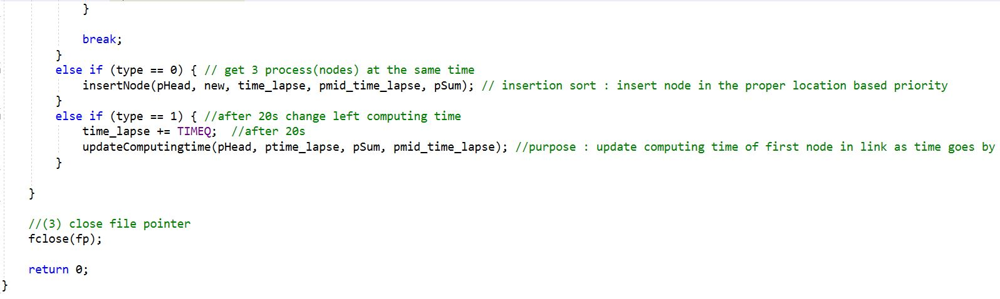 }
break;
}
else if (type == 0) { // get 3 process(nodes) at the same time
insertNode(pHead, new, time_lapse, pmid_time_lapse, pSum); // insertion sort : insert node in the proper location based priority
}
else if (type == 1) { //after 20s change left computing time
time_lapse += TIMEQ;  //after 20s
updateComputingtime(pHead, ptime_lapse, pSum, pmid_time_lapse); //purpose : update computing time of first node in link as time goes by
}
}
//(3) close file pointer
fclose(fp);
return 0;
}